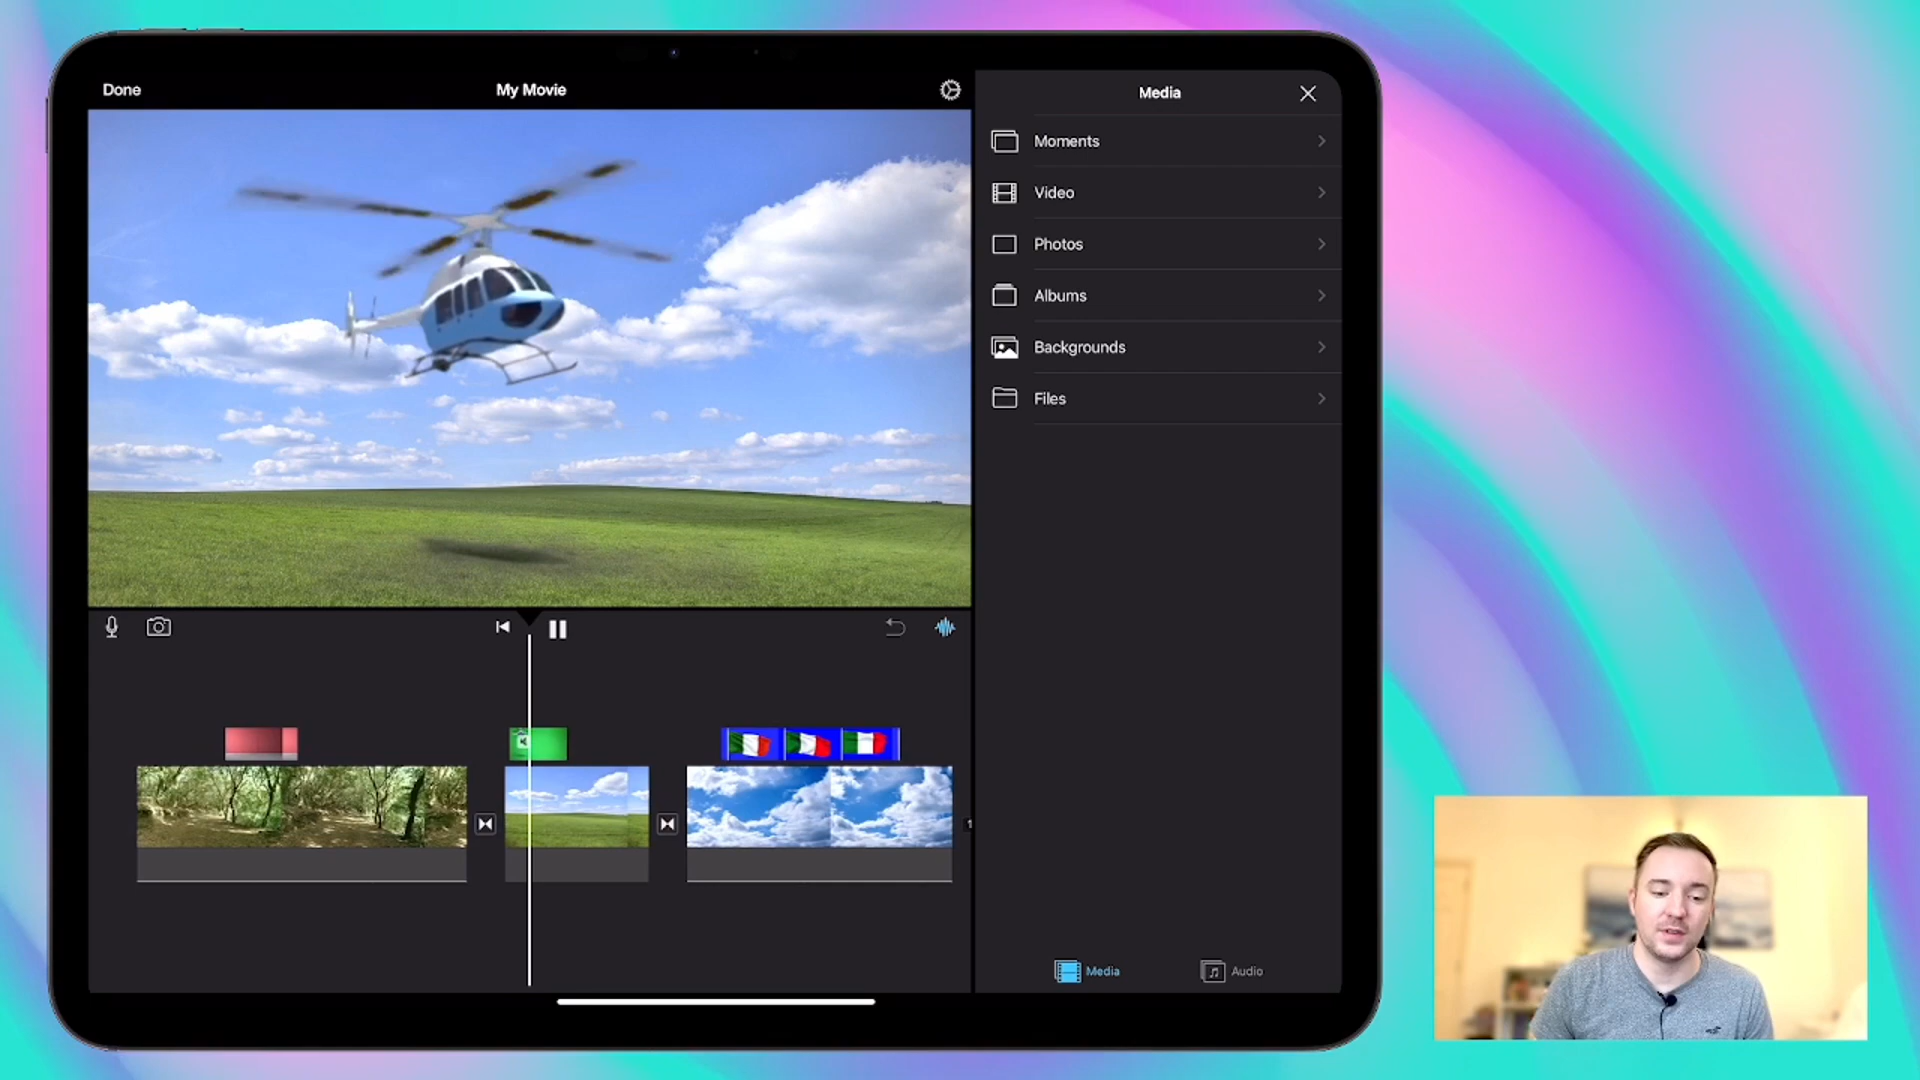 Done
My Movie
Media
Moments
Video
Photos
Albums
Backgrounds
Files
Media
Audio